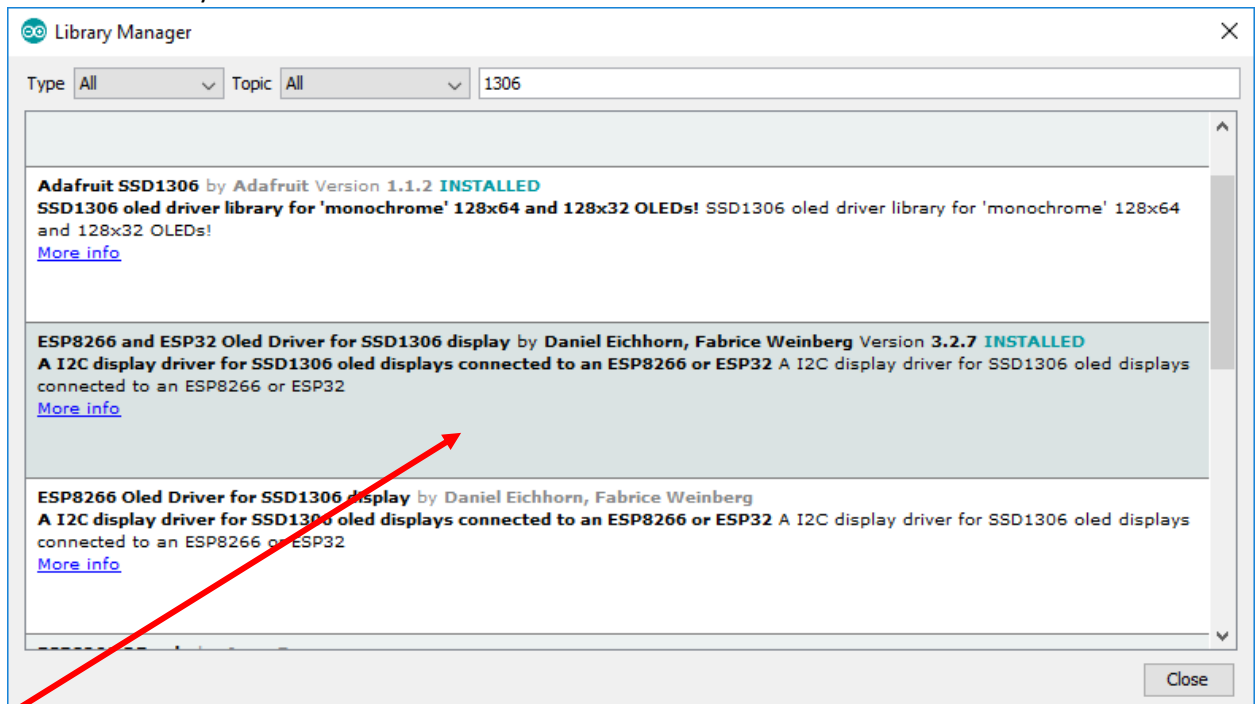 Library Manager
Type All Topic All 1306
Adafruit SSD1306 by Adafruit Version 1.1.2 INSTALLED
SSD1306 oled driver library for 'monochrome' 128x64 and 128x32 OLEDs! SSD1306 oled driver library for 'monochrome' 128x64
and 128x32 OLEDs!
More info
ESP8266 and ESP32 Oled Driver for SSD1306 display by Daniel Eichhorn, Fabrice Weinberg Version 3.2.7 INSTALLED
A I2C display driver for SSD1306 oled displays connected to an ESP8266 or ESP32 A I2C display driver for SSD1306 oled displays
connected to an ESP8266 or ESP32
More info
ESP8266 Oled Driver for SSD1306 display by Daniel Eichhorn, Fabrice Weinberg
A I2C display driver for SSD1306 oled displays connected to an ESP8266 or ESP32 A I2C display driver for SSD1306 oled displays
connected to an ESP8266 or ESP32
More info
Close